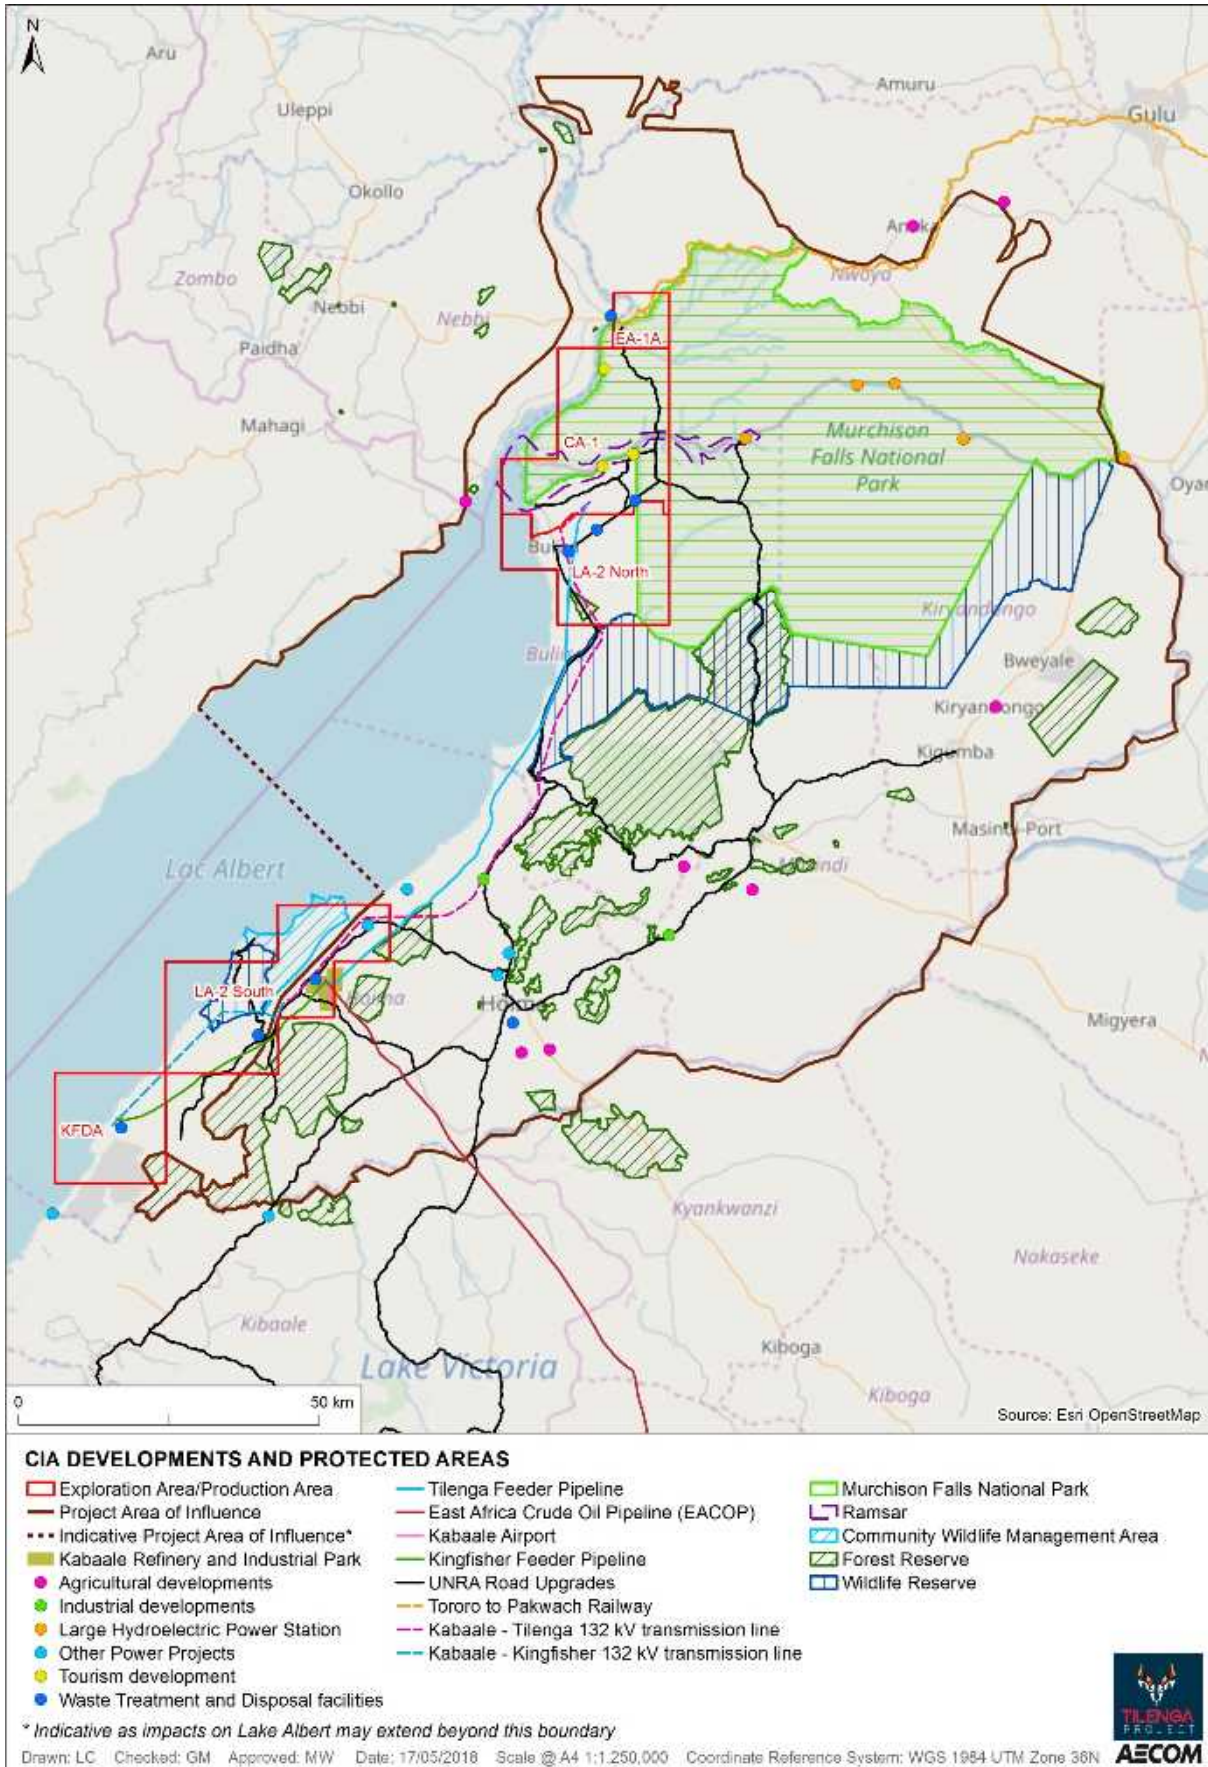 N
Aru
Amuru
Uleppi
Gulu
Okollo
Anaka
Zombo
Nwoya
Nebbi
Nebbi
EA-1A
Paidha
Mahagi
CA-1
Murchison
Falls National
Park
Oyar
LA-2 North
Kiryandongo
Bweyale
Kigumba
Masindi-Port
Lac Albert
LA-2 South
Hoima
Migyera
KFDA
Kyankwanzi
Nakaseke
Kibaale
Kiboga
Lake Victoria
Kiboga
0 50 km
Source: Esri OpenStreetMap
CIA DEVELOPMENTS AND PROTECTED AREAS
Exploration Area/Production Area
Project Area of Influence
Indicative Project Area of Influence*
Kabaale Refinery and Industrial Park
Agricultural developments
Industrial developments
Large Hydroelectric Power Station
Other Power Projects
Tourism development
Waste Treatment and Disposal facilities
Tilenga Feeder Pipeline
East Africa Crude Oil Pipeline (EACOP)
Kabaale Airport
Kingfisher Feeder Pipeline
UNRA Road Upgrades
Tororo to Pakwach Railway
Kabaale - Tilenga 132 kV transmission line
Kabaale - Kingfisher 132 kV transmission line
Murchison Falls National Park
Ramsar
Community Wildlife Management Area
Forest Reserve
Wildlife Reserve
* Indicative as impacts on Lake Albert may extend beyond this boundary
Drawn: LC Checked: GM Approved: MW Date: 17/05/2018 Scale @ A4 1:1,250,000 Coordinate Reference System: WGS 1984 UTM Zone 36N
TILENGA
PROJECT
AECOM